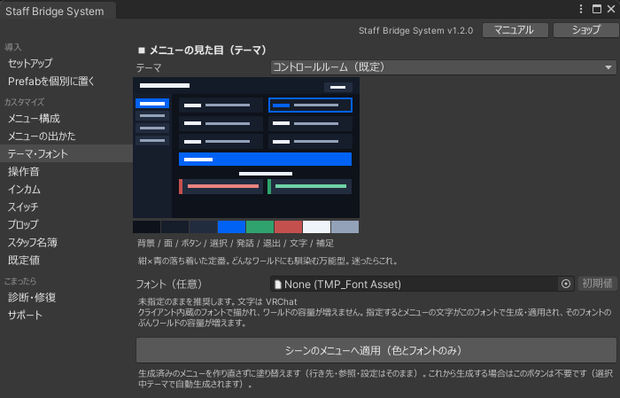 Staff Bridge System
Staff Bridge System v1.2.0
マニュアル
ショップ
導入
セットアップ
Prefabを個別に置く
カスタマイズ
メニュー構成
メニューの出かた
テーマ・フォント
操作音
インカム
スイッチ
プロップ
スタッフ名簿
既定値
こまったら
診断・修復
サポート
■ メニューの見た目（テーマ）
テーマ
コントロールルーム（既定）
背景 / 面 / ボタン / 選択 / 発話 / 退出 / 文字 / 補足
紺×青の落ち着いた定番。どんなワールドにも馴染む万能型。迷ったらこれ。
フォント（任意）
None (TMP_Font Asset)
初期値
未指定のままを推奨します。文字は VRChat
クライアント内蔵のフォントで描かれ、ワールドの容量が増えません。指定するとメニューの文字がこのフォントで生成・適用され、そのフォントの
ぶんワールドの容量が増えます。
シーンのメニューへ適用（色とフォントのみ）
生成済みのメニューを作り直さずに塗り替えます（行き先・参照・設定はそのまま）。これから生成する場合はこのボタンは不要です（選択
中テーマで自動生成されます）。